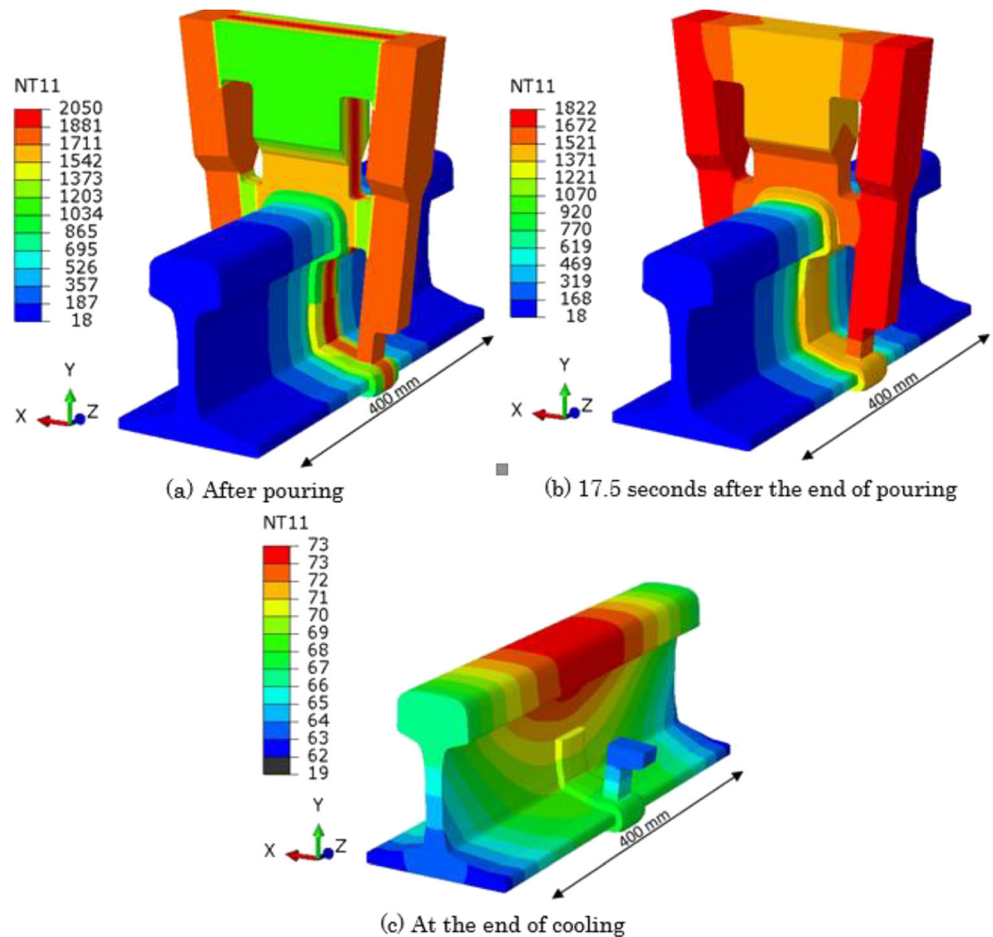 NT11
2050
1881
1711
1542
1373
1203
1034
865
695
526
357
187
18
Y
X
Z
400 mm
(a) After pouring
NT11
1822
1672
1521
1371
1221
1070
920
770
619
469
319
168
18
Y
X
Z
400 mm
(b) 17.5 seconds after the end of pouring
NT11
73
73
72
71
70
69
68
67
66
65
64
63
62
19
Y
X
Z
400 mm
(c) At the end of cooling